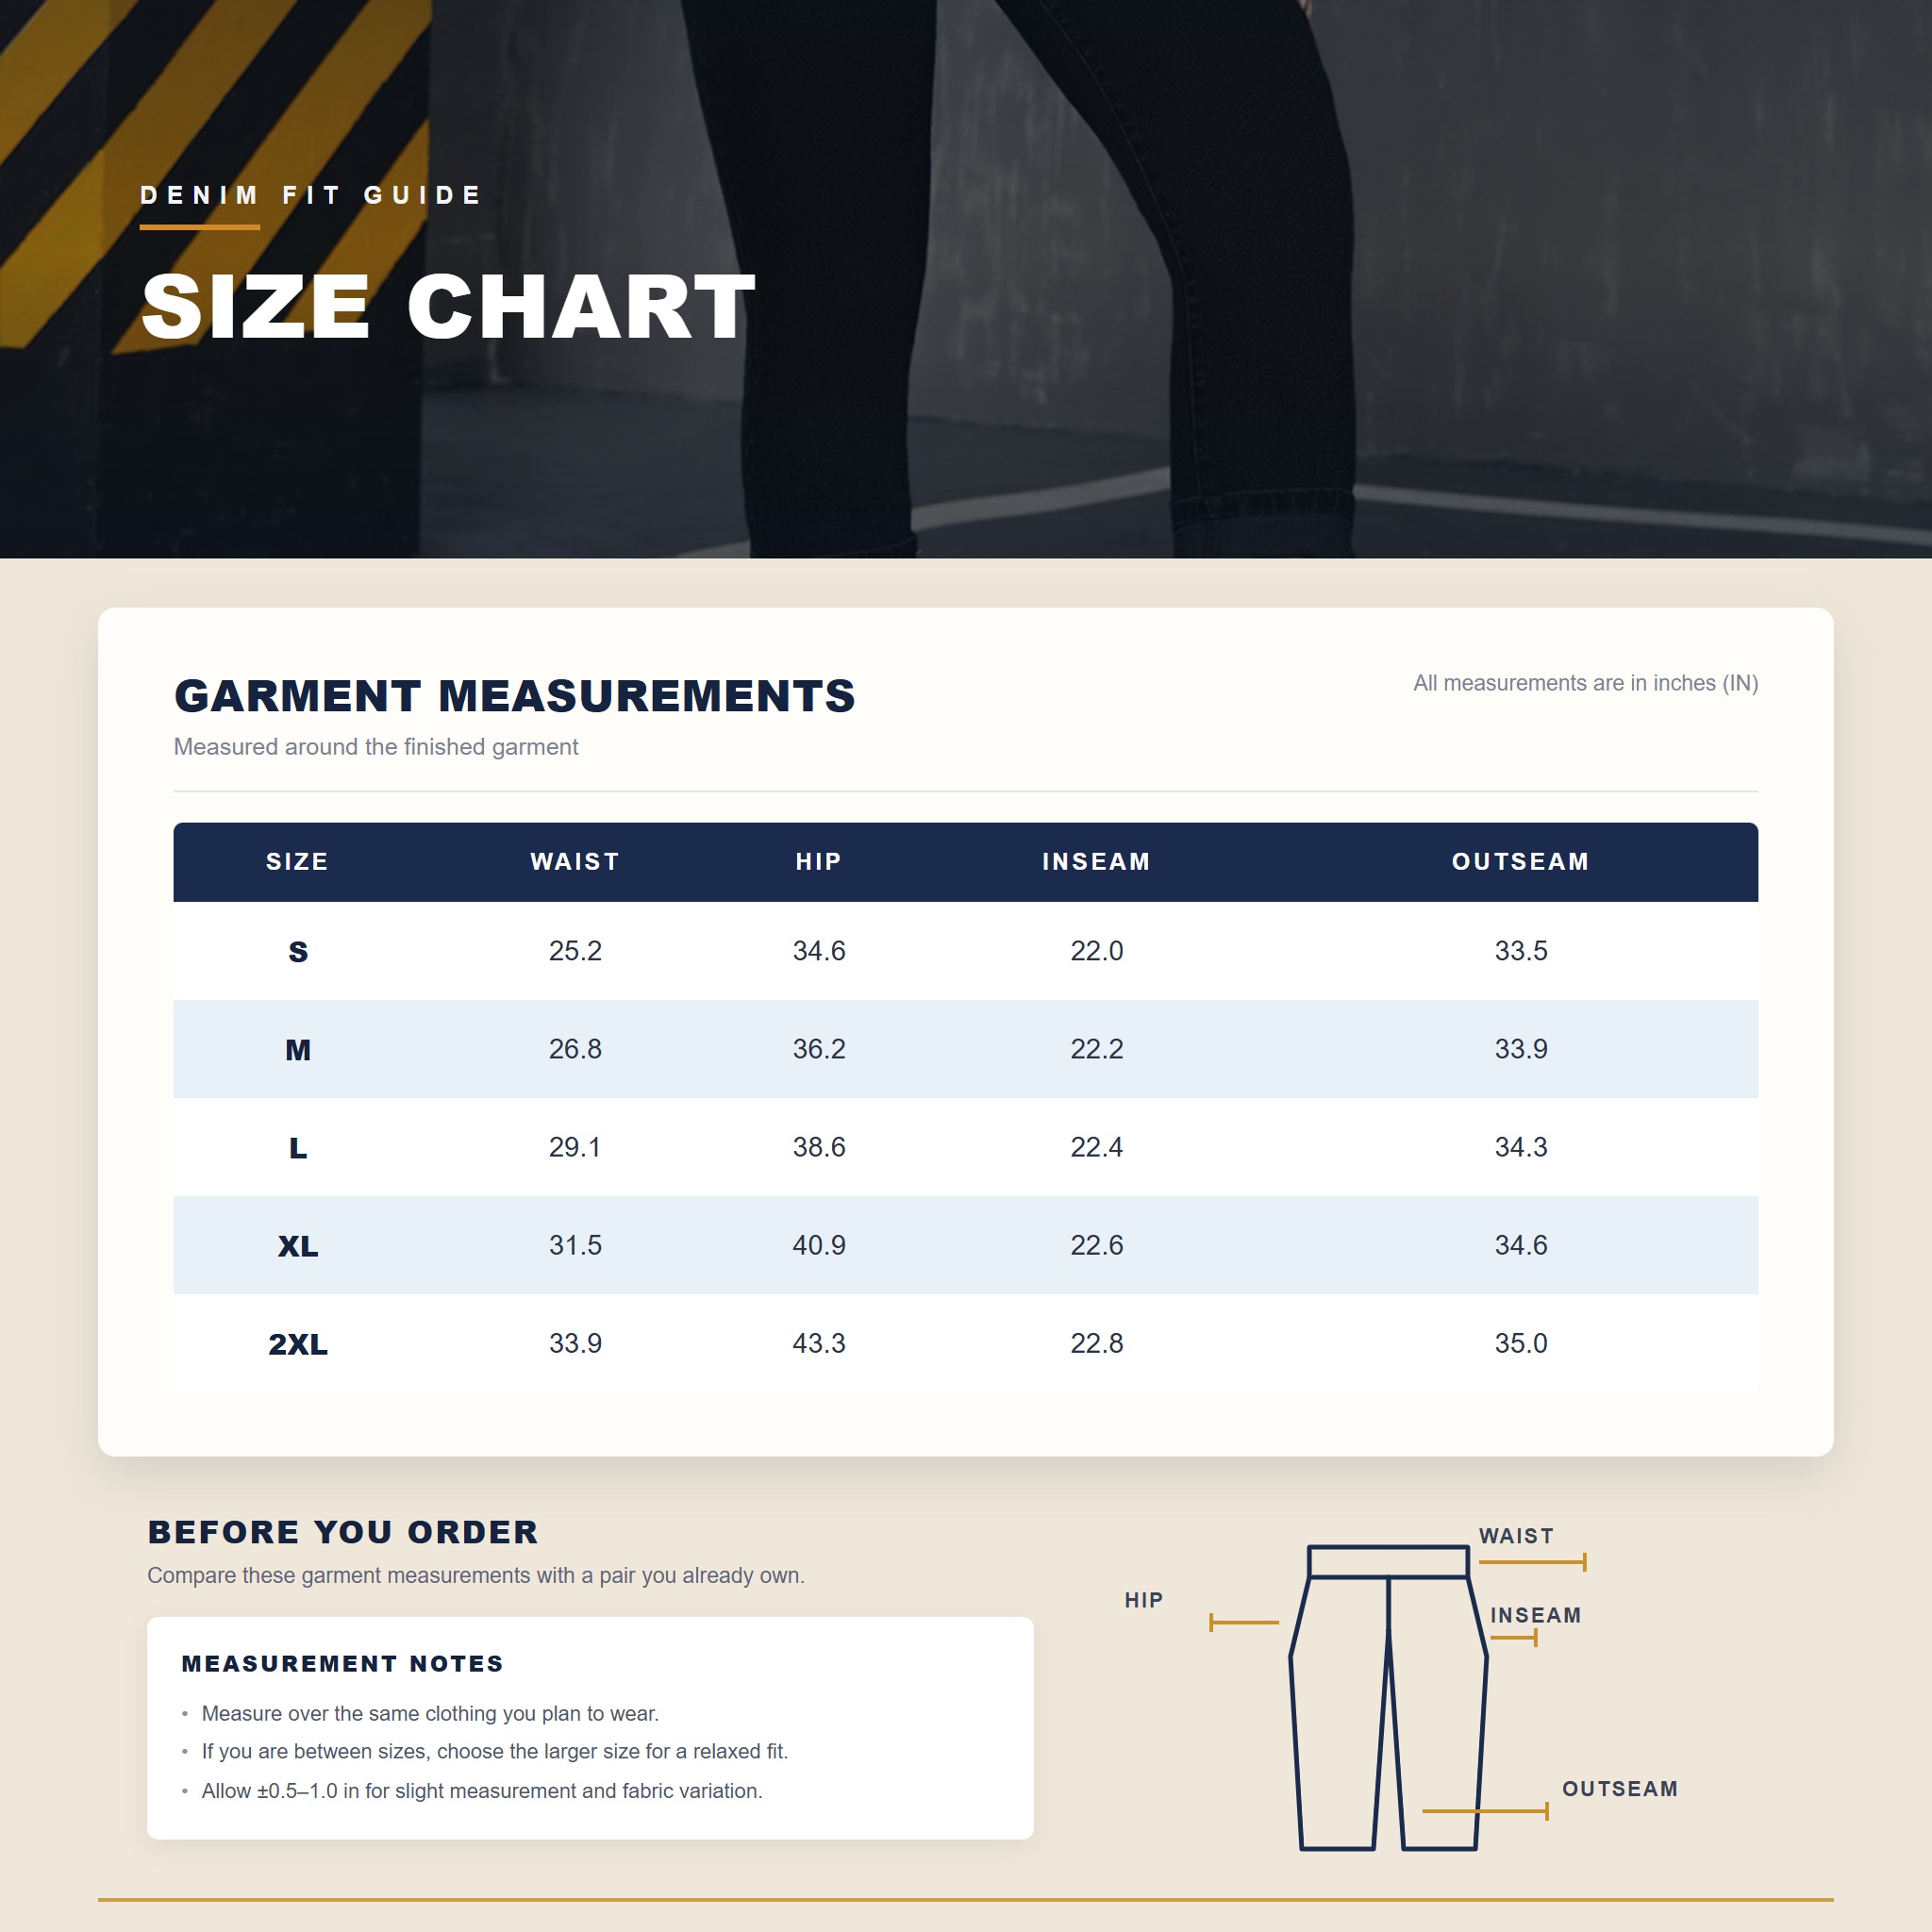 DENIM FIT GUIDE
SIZE CHART
GARMENT MEASUREMENTS
All measurements are in inches (IN)
Measured around the finished garment
SIZE WAIST HIP INSEAM OUTSEAM
S 25.2 34.6 22.0 33.5
M 26.8 36.2 22.2 33.9
L 29.1 38.6 22.4 34.3
XL 31.5 40.9 22.6 34.6
2XL 33.9 43.3 22.8 35.0
BEFORE YOU ORDER
Compare these garment measurements with a pair you already own.
MEASUREMENT NOTES
• Measure over the same clothing you plan to wear.
• If you are between sizes, choose the larger size for a relaxed fit.
• Allow ±0.5–1.0 in for slight measurement and fabric variation.
WAIST
HIP
INSEAM
OUTSEAM